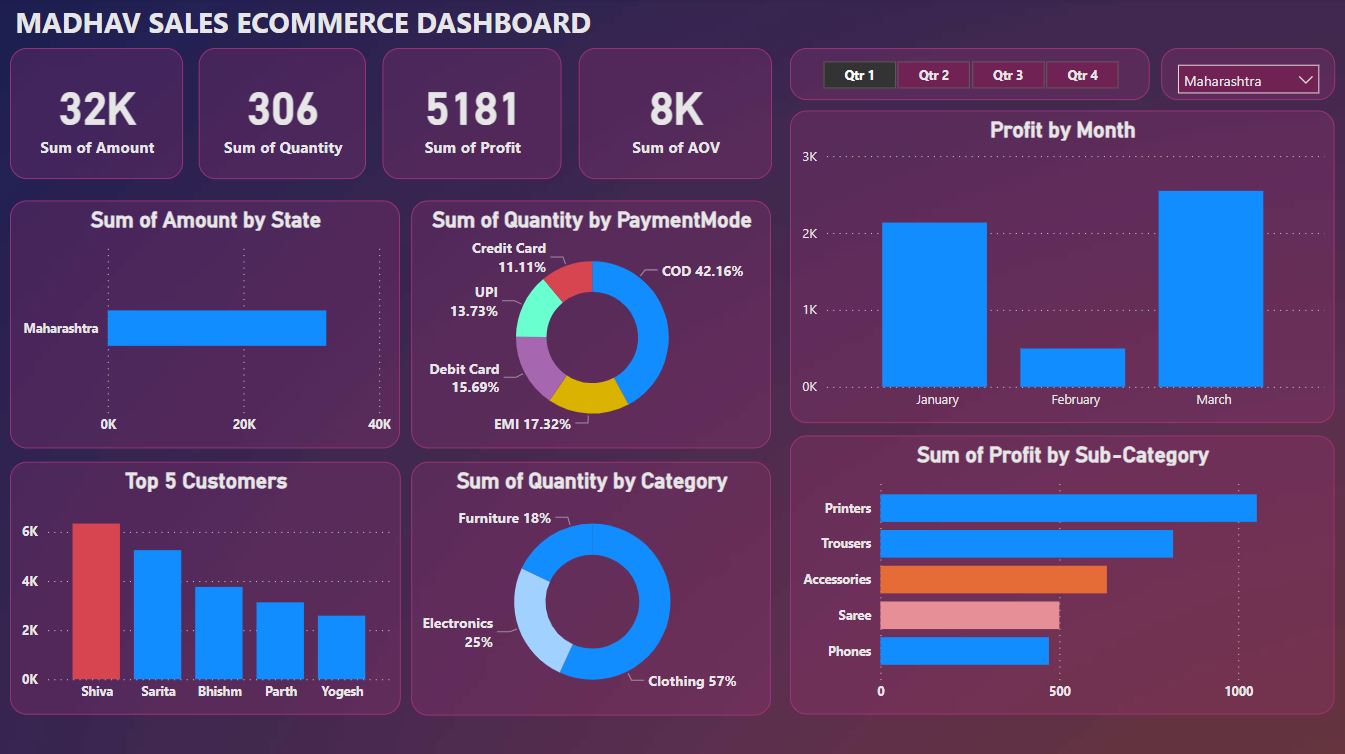 MADHAV SALES ECOMMERCE DASHBOARD
32K
Sum of Amount
306
Sum of Quantity
5181
Sum of Profit
8K
Sum of AOV
Qtr 1 Qtr 2 Qtr 3 Qtr 4
Maharashtra
Sum of Amount by State
Maharashtra
0K 20K 40K
Sum of Quantity by PaymentMode
Credit Card
11.11%
COD 42.16%
UPI
13.73%
Debit Card
15.69%
EMI 17.32%
Profit by Month
3K
2K
1K
0K
January February March
Top 5 Customers
6K
4K
2K
0K
Shiva Sarita Bhishm Parth Yogesh
Sum of Quantity by Category
Furniture 18%
Electronics
25%
Clothing 57%
Sum of Profit by Sub-Category
Printers
Trousers
Accessories
Saree
Phones
0 500 1000